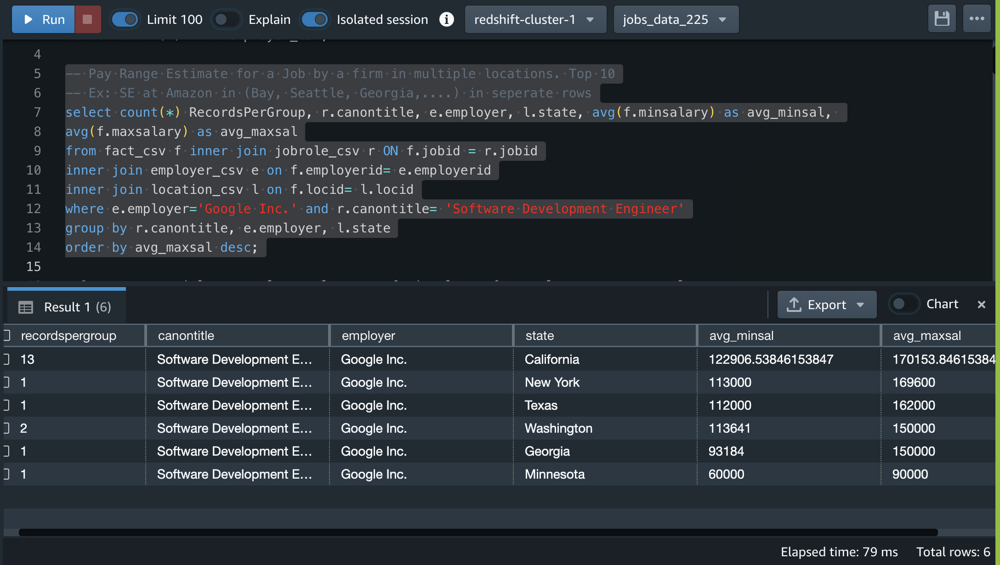 Run Limit 100 Explain Isolated session i redshift-cluster-1 jobs_data_225 •••
4
5 -- Pay Range Estimate for a Job by a firm in multiple locations. Top 10
6 -- Ex: SE at Amazon in (Bay, Seattle, Georgia,....) in seperate rows
7 select count(*) RecordsPerGroup, r.canontitle, e.employer, l.state, avg(f.minsalary) as avg_minsal,
8 avg(f.maxsalary) as avg_maxsal
9 from fact_csv f inner join jobrole_csv r ON f.jobid = r.jobid
10 inner join employer_csv e on f.employerid= e.employerid
11 inner join location_csv l on f.locid= l.locid
12 where e.employer='Google Inc.' and r.canontitle= 'Software Development Engineer'
13 group by r.canontitle, e.employer, l.state
14 order by avg_maxsal desc;
15
Result 1 (6) Export Chart ×
recordspergroup canontitle employer state avg_minsal avg_maxsal
13 Software Development E... Google Inc. California 122906.53846153847 170153.84615384
1 Software Development E... Google Inc. New York 113000 169600
1 Software Development E... Google Inc. Texas 112000 162000
2 Software Development E... Google Inc. Washington 113641 150000
1 Software Development E... Google Inc. Georgia 93184 150000
1 Software Development E... Google Inc. Minnesota 60000 90000
Elapsed time: 79 ms Total rows: 6